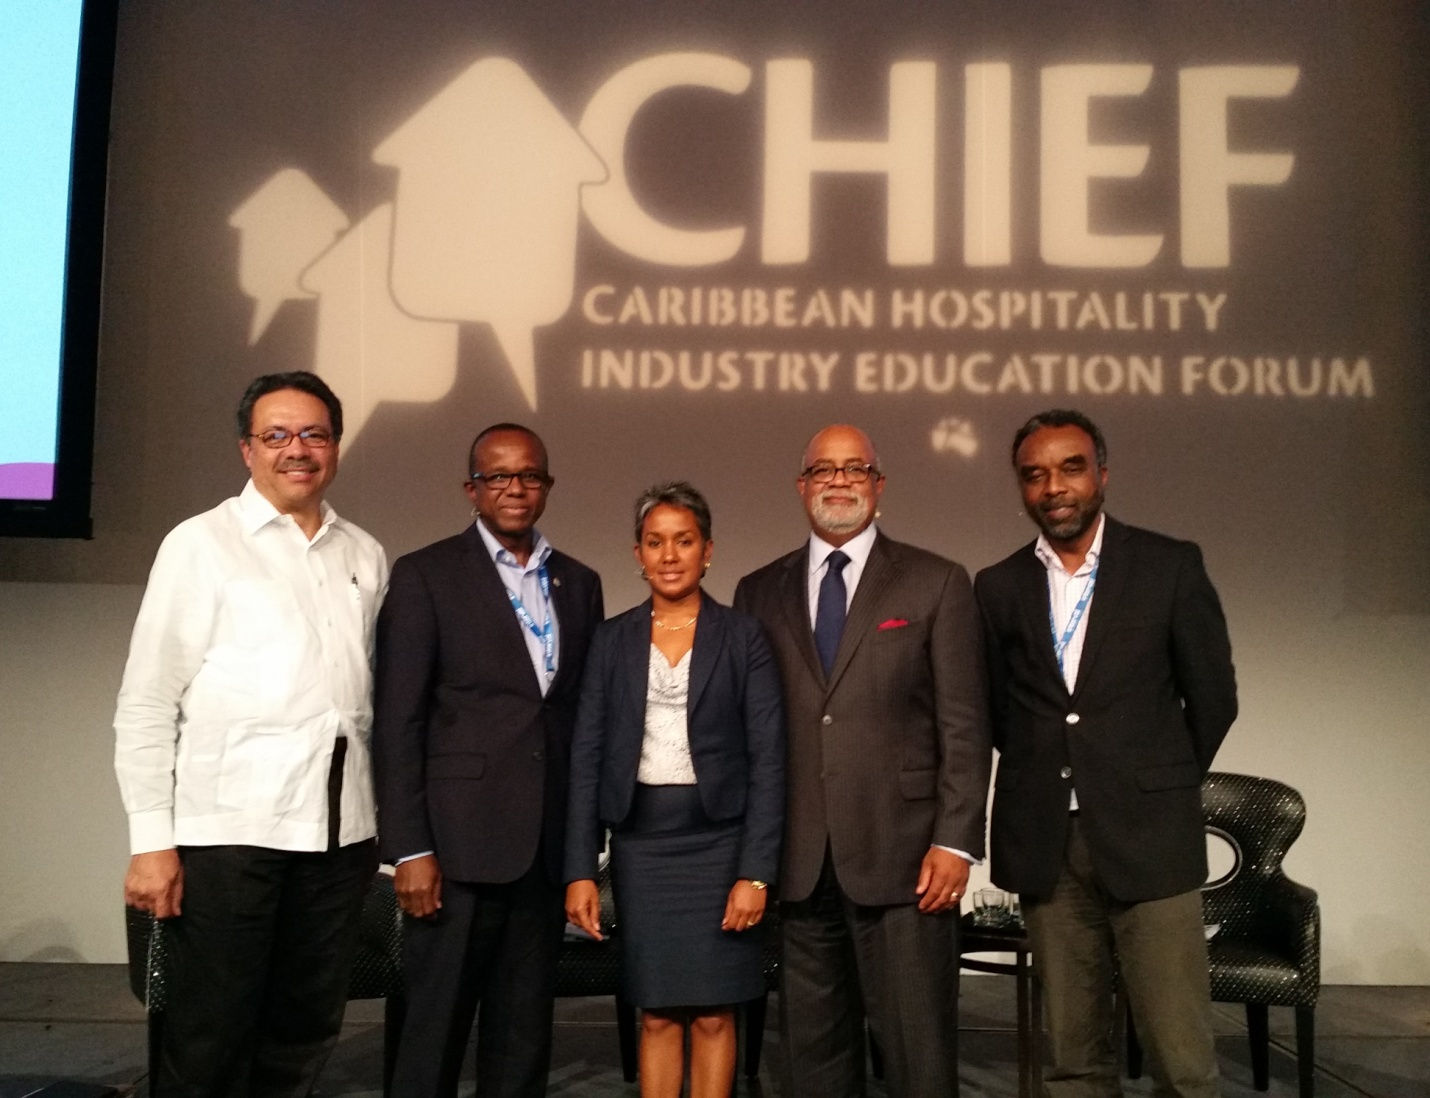 CHIEF
CARIBBEAN HOSPITALITY
INDUSTRY EDUCATION FORUM